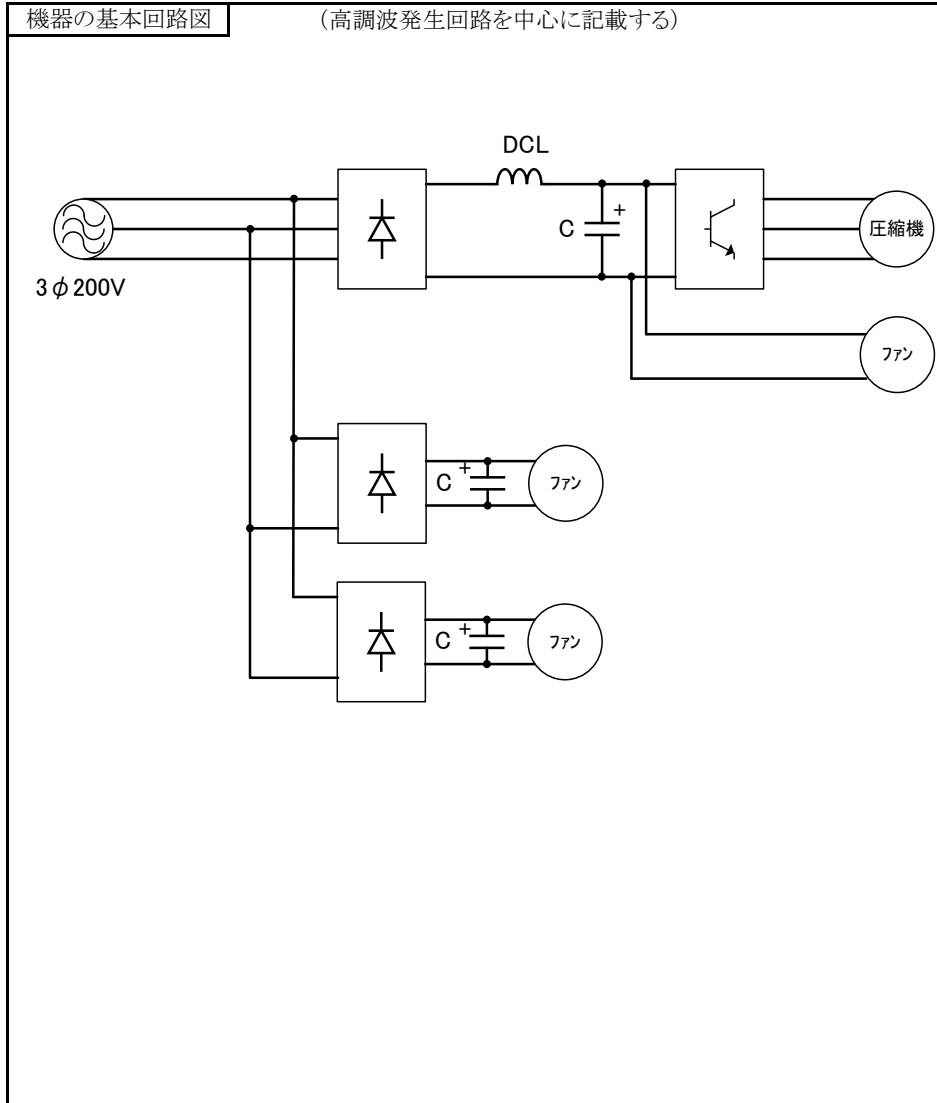 機器の基本回路図
(高調波発生回路を中心に記載する)
DCL
C +
圧縮機
3φ200V
ファン
C +
ファン
C +
ファン